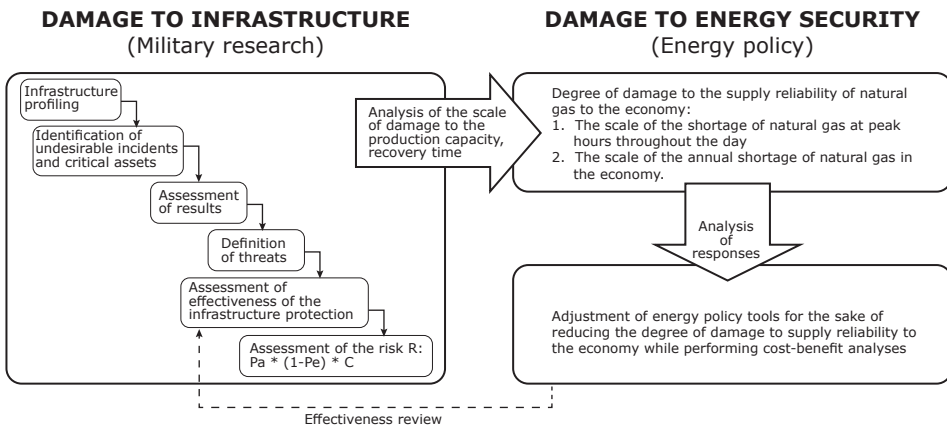 DAMAGE TO INFRASTRUCTURE
(Military research)
Infrastructure
profiling
Identification of
undesirable incidents
and critical assets
Assessment
of results
Definition
of threats
Assessment of
effectiveness of the
infrastructure protection
Assessment of the risk R:
Pa * (1-Pe) * C
Analysis of the scale
of damage to the
production capacity,
recovery time
DAMAGE TO ENERGY SECURITY
(Energy policy)
Degree of damage to the supply reliability of natural
gas to the economy:
1. The scale of the shortage of natural gas at peak
hours throughout the day
2. The scale of the annual shortage of natural gas in
the economy.
Analysis
of
responses
Adjustment of energy policy tools for the sake of
reducing the degree of damage to supply reliability to
the economy while performing cost-benefit analyses
Effectiveness review